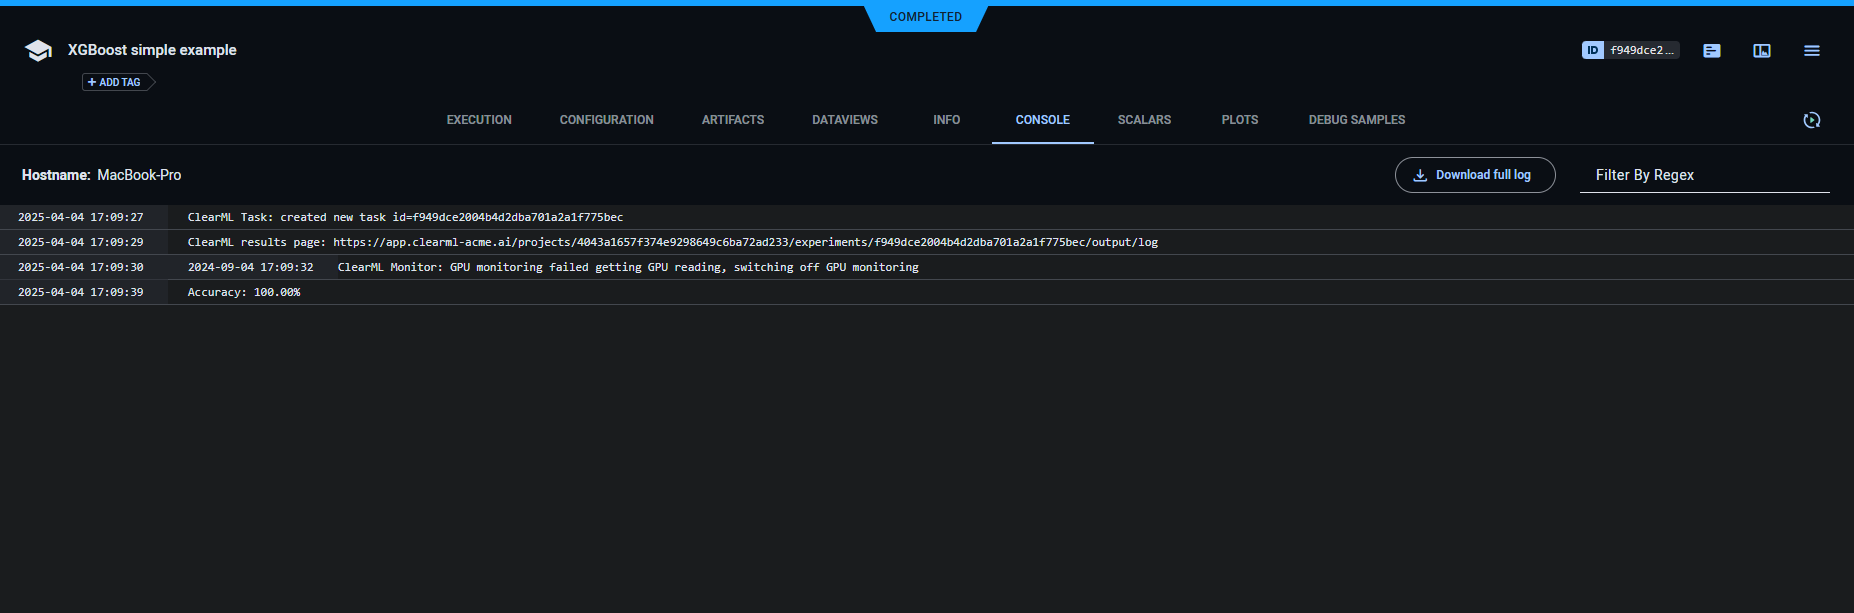 COMPLETED
XGBoost simple example
ID f949dce2...
+ ADD TAG
EXECUTION CONFIGURATION ARTIFACTS DATAVIEWS INFO CONSOLE SCALARS PLOTS DEBUG SAMPLES
Hostname: MacBook-Pro Download full log Filter By Regex
2025-04-04 17:09:27 ClearML Task: created new task id=f949dce2004b4d2dba701a2a1f775bec
2025-04-04 17:09:29 ClearML results page: https://app.clearml-acme.ai/projects/4043a1657f374e9298649c6ba72ad233/experiments/f949dce2004b4d2dba701a2a1f775bec/output/log
2025-04-04 17:09:30 2024-09-04 17:09:32 ClearML Monitor: GPU monitoring failed getting GPU reading, switching off GPU monitoring
2025-04-04 17:09:39 Accuracy: 100.00%